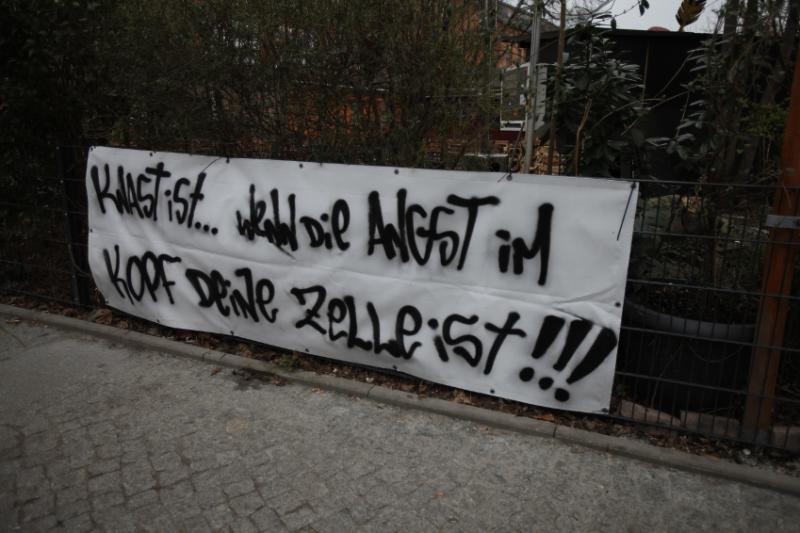 KNAST iST... WENN DiE ANGST iM
KOPF DEiNE ZELLE iST!!!